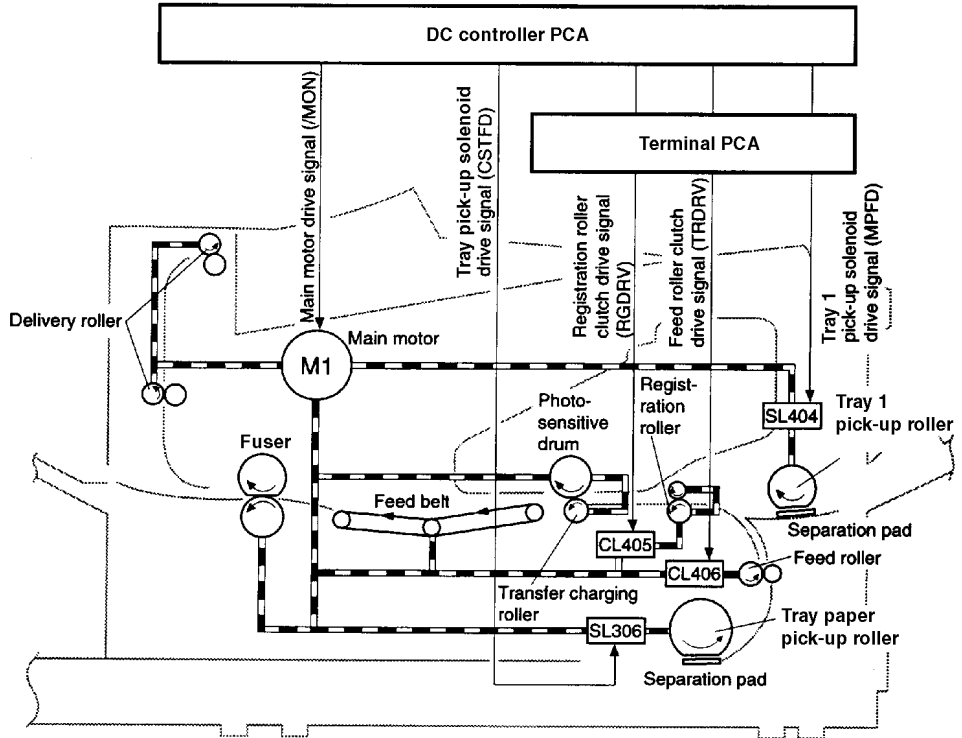 DC controller PCA
Terminal PCA
Main motor drive signal (/MON)
Tray pick-up solenoid
drive signal (CSTFD)
Registration roller
clutch drive signal
(RGDRV)
Feed roller clutch
drive signal (TRDRV)
Tray 1
pick-up solenoid
drive signal (MPFD)
Delivery roller
Main motor
M1
Photo-
sensitive
drum
Regist-
ration
roller
SL404
Tray 1
pick-up roller
Fuser
Feed belt
Separation pad
CL405
CL406
Feed roller
Transfer charging
roller
SL306
Tray paper
pick-up roller
Separation pad